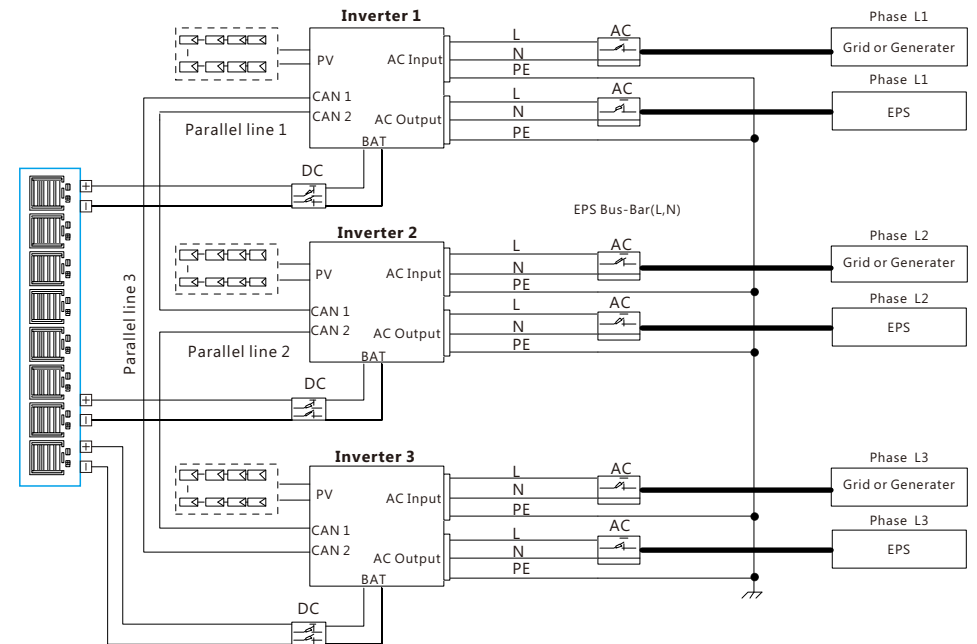 Inverter 1
PV
CAN 1
CAN 2
AC Input
AC Output
BAT
L
N
PE
L
N
PE
AC
AC
Phase L1
Grid or Generater
Phase L1
EPS
Parallel line 1
DC
+
−
EPS Bus-Bar(L,N)
Inverter 2
PV
CAN 1
CAN 2
AC Input
AC Output
BAT
L
N
PE
L
N
PE
AC
AC
Phase L2
Grid or Generater
Phase L2
EPS
Parallel line 3
Parallel line 2
DC
+
−
+
−
Inverter 3
PV
CAN 1
CAN 2
AC Input
AC Output
BAT
L
N
PE
L
N
PE
AC
AC
Phase L3
Grid or Generater
Phase L3
EPS
DC